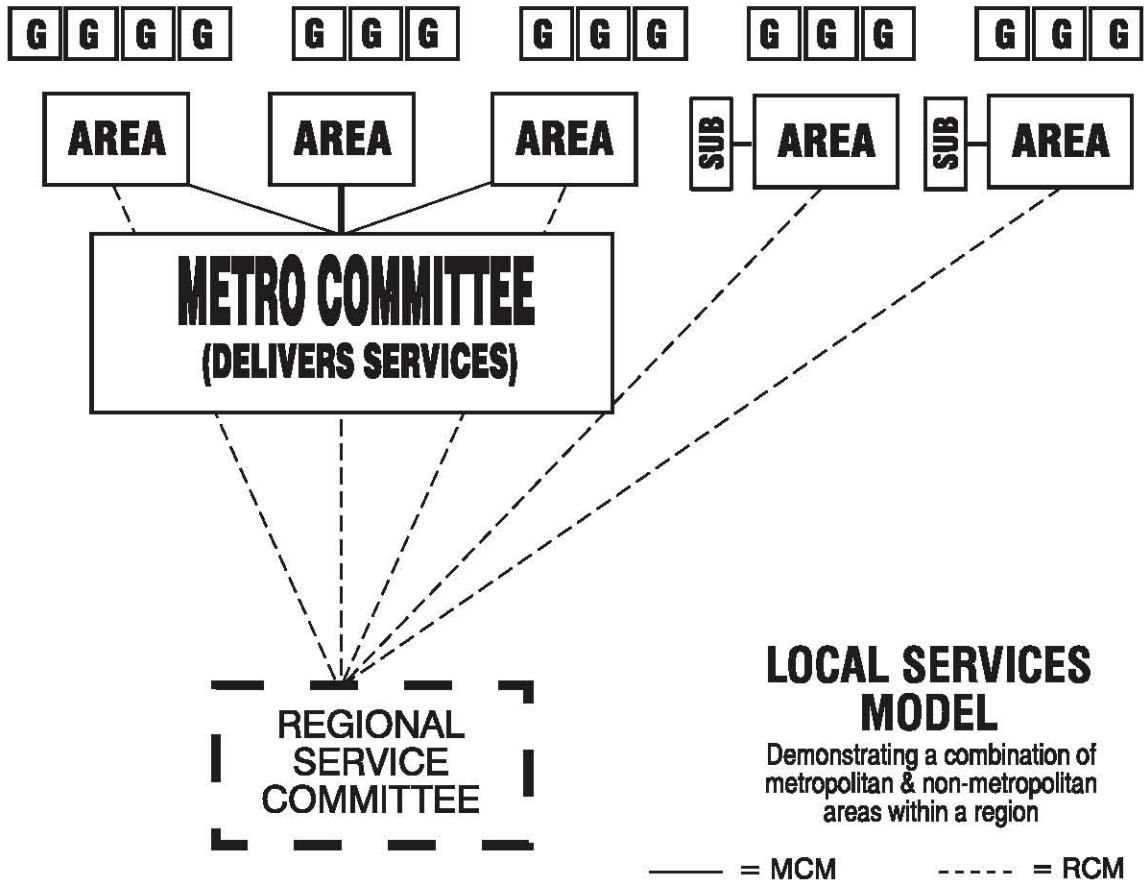 G G G G G G G G G G G G G G G G
AREA AREA AREA SUB AREA SUB AREA
METRO COMMITTEE
(DELIVERS SERVICES)
REGIONAL
SERVICE
COMMITTEE
LOCAL SERVICES
MODEL
Demonstrating a combination of
metropolitan & non-metropolitan
areas within a region
= MCM = RCM